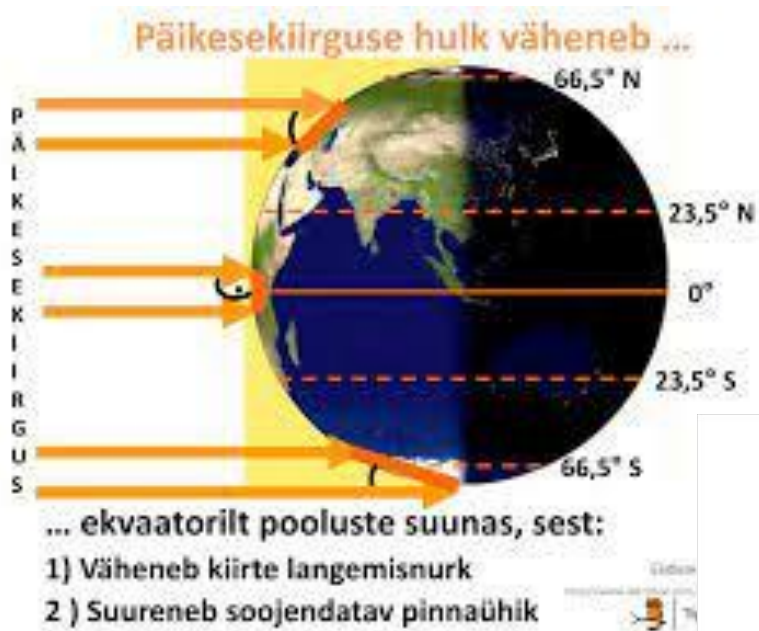 Päikesekiirguse hulk väheneb ...
66,5° N
PÄIKESEKIIRGUS
23,5° N
0°
23,5° S
66,5° S
... ekvaatorilt pooluste suunas, sest:
1) Väheneb kiirte langemisnurk
2 ) Suureneb soojendatav pinnaühik